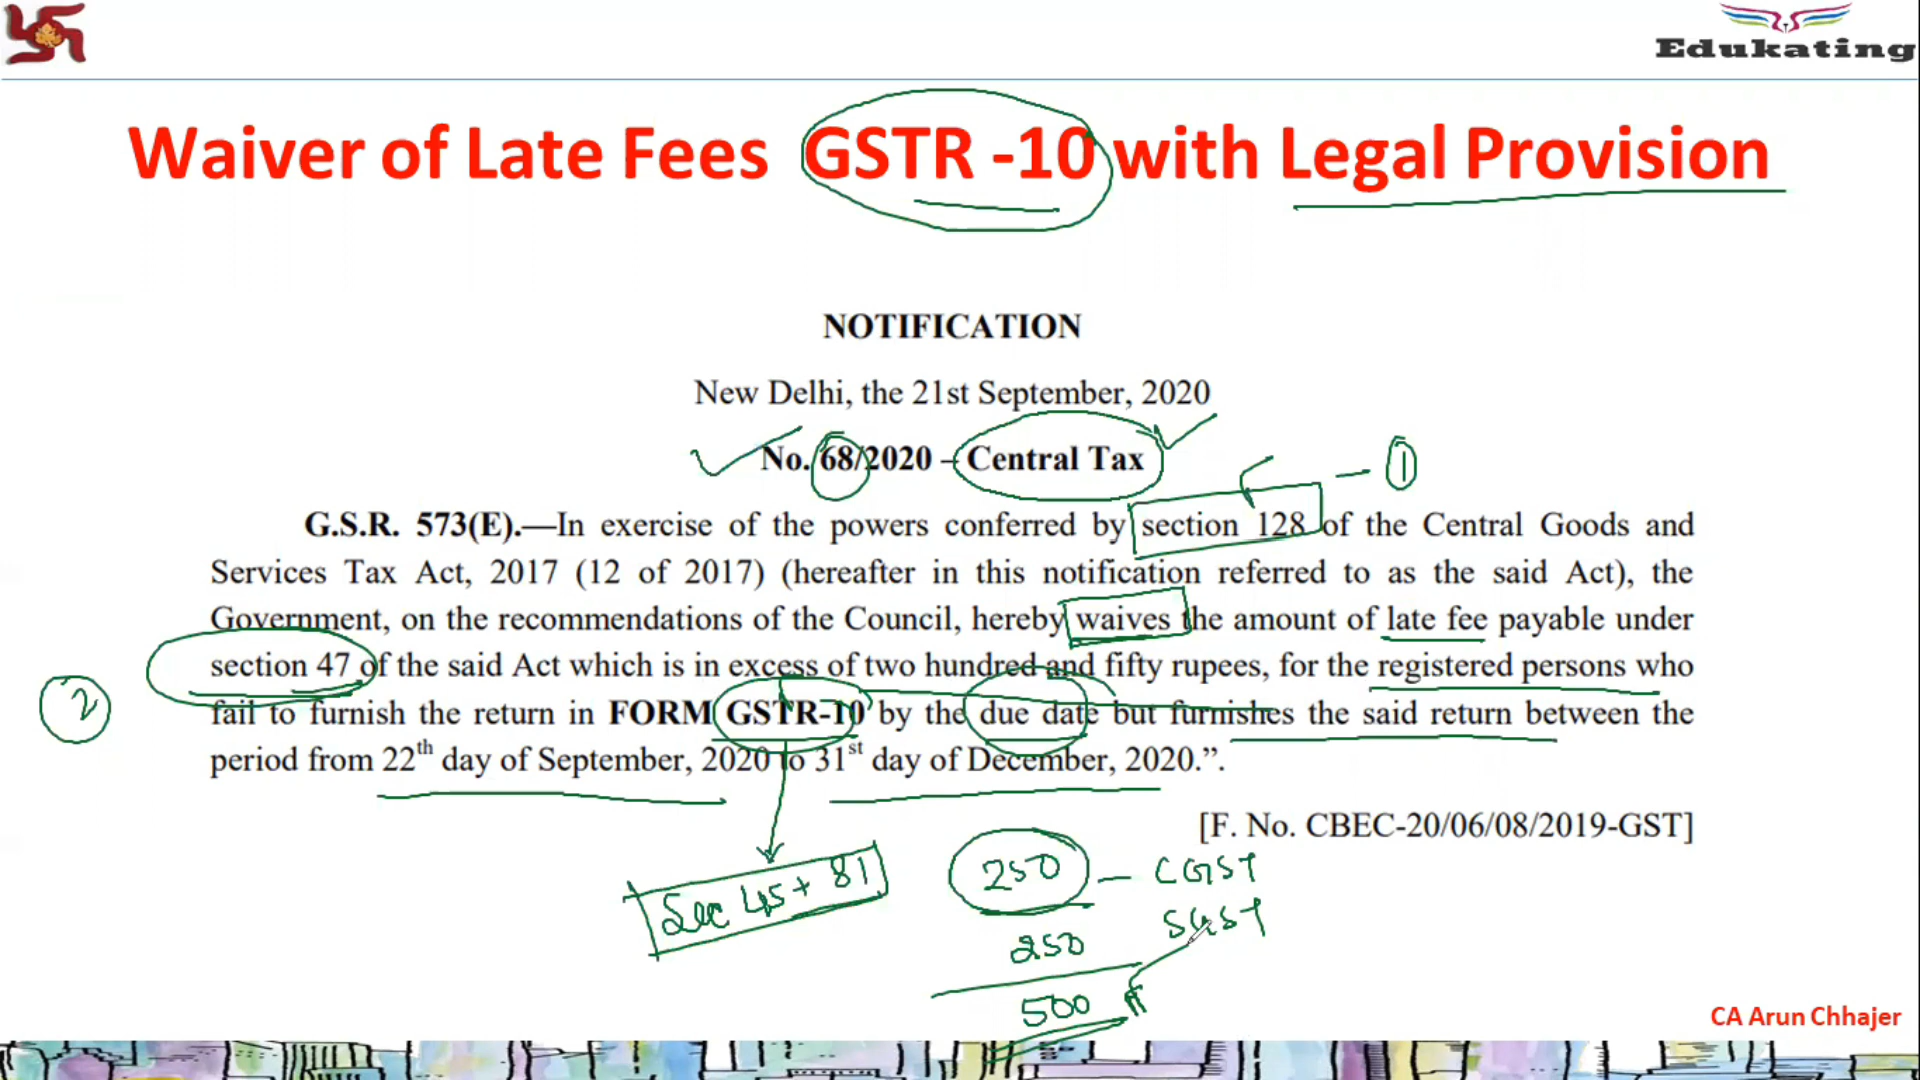 Edukating
Waiver of Late Fees GSTR -10 with Legal Provision
NOTIFICATION
New Delhi, the 21st September, 2020
No. 68/2020 – Central Tax
1
G.S.R. 573(E).—In exercise of the powers conferred by section 128 of the Central Goods and
Services Tax Act, 2017 (12 of 2017) (hereafter in this notification referred to as the said Act), the
Government, on the recommendations of the Council, hereby waives the amount of late fee payable under
section 47 of the said Act which is in excess of two hundred and fifty rupees, for the registered persons who
2
fail to furnish the return in FORM GSTR-10 by the due date but furnishes the said return between the
period from 22th day of September, 2020 to 31st day of December, 2020.”.
[F. No. CBEC-20/06/08/2019-GST]
Sec 45+ 81
250 – CGST
250 SGST
500
CA Arun Chhajer